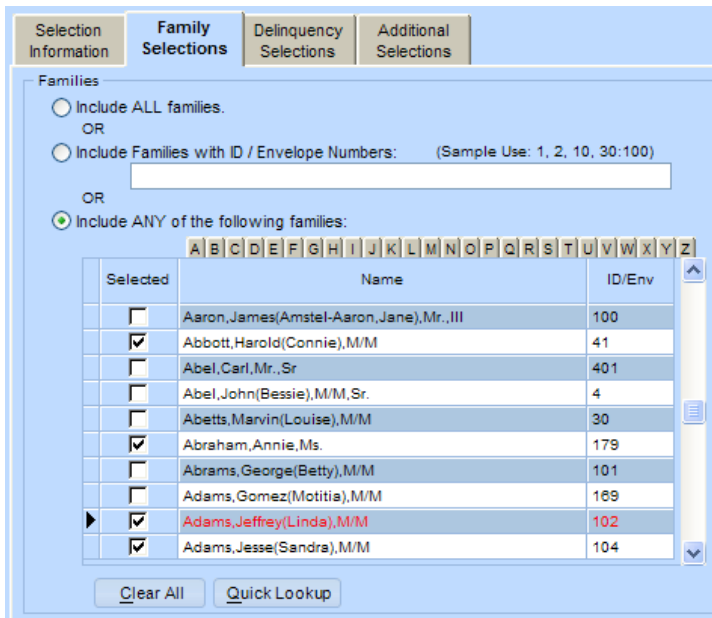 Selection Information
Family Selections
Delinquency Selections
Additional Selections
Families
Include ALL families.
OR
Include Families with ID / Envelope Numbers: (Sample Use: 1, 2, 10, 30:100)
OR
Include ANY of the following families:
A B C D E F G H I J K L M N O P Q R S T U V W X Y Z
Selected Name ID/Env
Aaron,James(Amstel-Aaron,Jane),Mr.,III 100
Abbott,Harold(Connie),M/M 41
Abel,Carl,Mr.,Sr 401
Abel,John(Bessie),M/M,Sr. 4
Abetts,Marvin(Louise),M/M 30
Abraham,Annie,Ms. 179
Abrams,George(Betty),M/M 101
Adams,Gomez(Motitia),M/M 169
Adams,Jeffrey(Linda),M/M 102
Adams,Jesse(Sandra),M/M 104
Clear All Quick Lookup